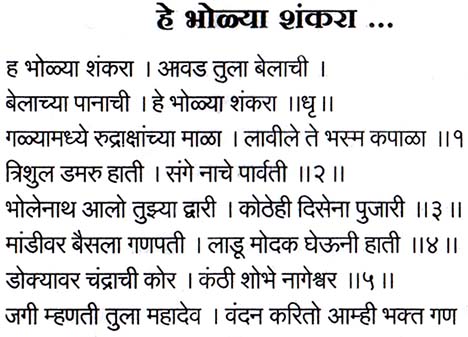 हे भोळ्या शंकरा ...
ह भोळ्या शंकरा । आवड तुला बेलाची ।
बेलाच्या पानाची । हे भोळ्या शंकरा ॥धृ॥
गळ्यामध्ये रुद्राक्षांच्या माळा । लावीले ते भस्म कपाळा ॥१
त्रिशुल डमरु हाती । संगे नाचे पार्वती ॥२॥
भोलेनाथ आलो तुझ्या द्वारी । कोठेही दिसेना पुजारी ॥३॥
मांडीवर बैसला गणपती । लाडू मोदक घेऊनी हाती ॥४॥
डोक्यावर चंद्राची कोर । कंठी शोभे नागेश्वर ॥५॥
जगी म्हणती तुला महादेव । वंदन करितो आम्ही भक्त गण